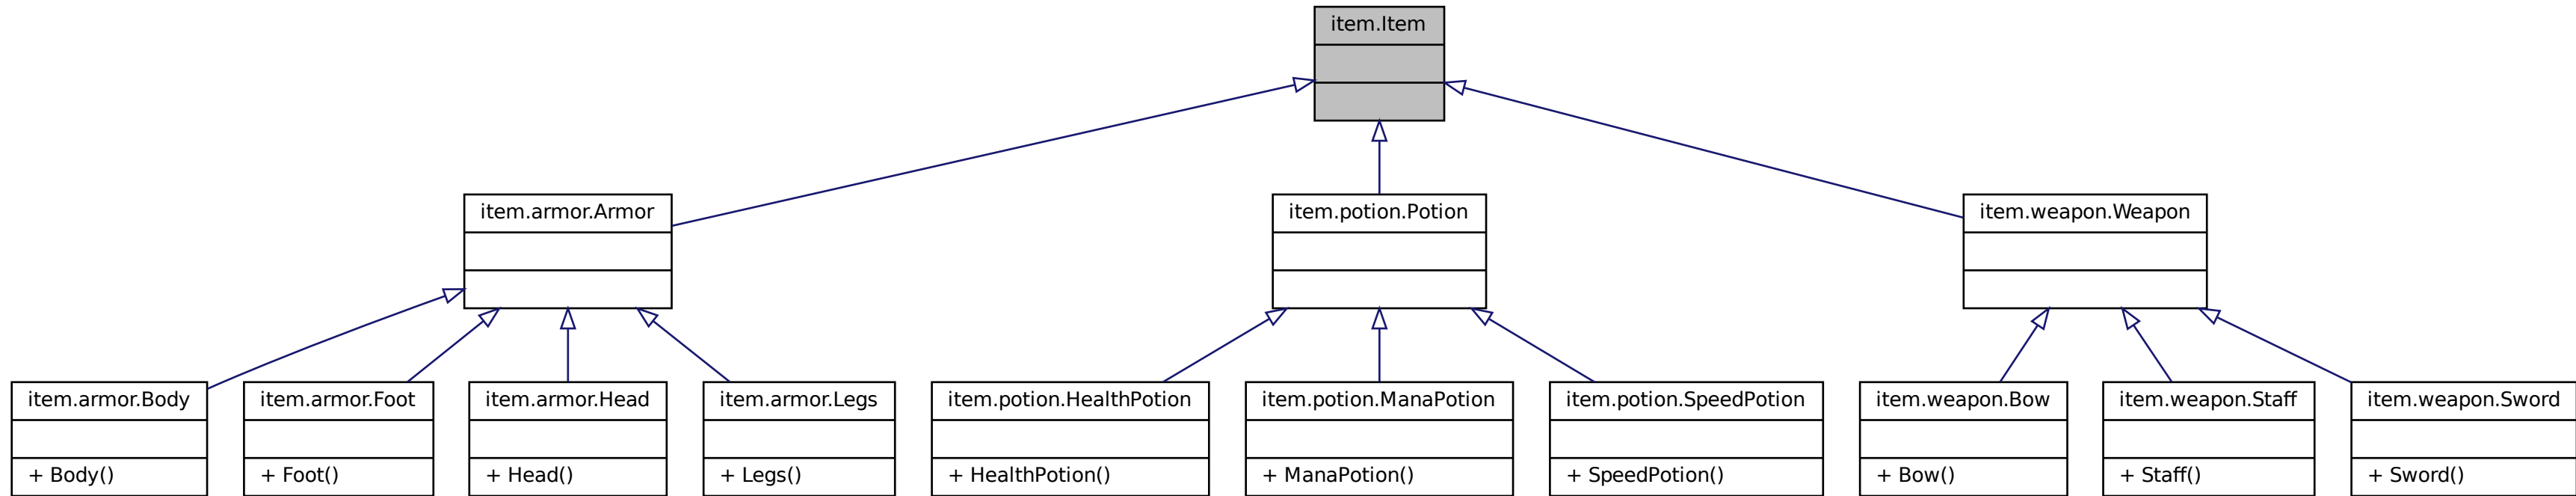 item.Item
item.armor.Armor
item.potion.Potion
item.weapon.Weapon
item.armor.Body
+ Body()
item.armor.Foot
+ Foot()
item.armor.Head
+ Head()
item.armor.Legs
+ Legs()
item.potion.HealthPotion
+ HealthPotion()
item.potion.ManaPotion
+ ManaPotion()
item.potion.SpeedPotion
+ SpeedPotion()
item.weapon.Bow
+ Bow()
item.weapon.Staff
+ Staff()
item.weapon.Sword
+ Sword()